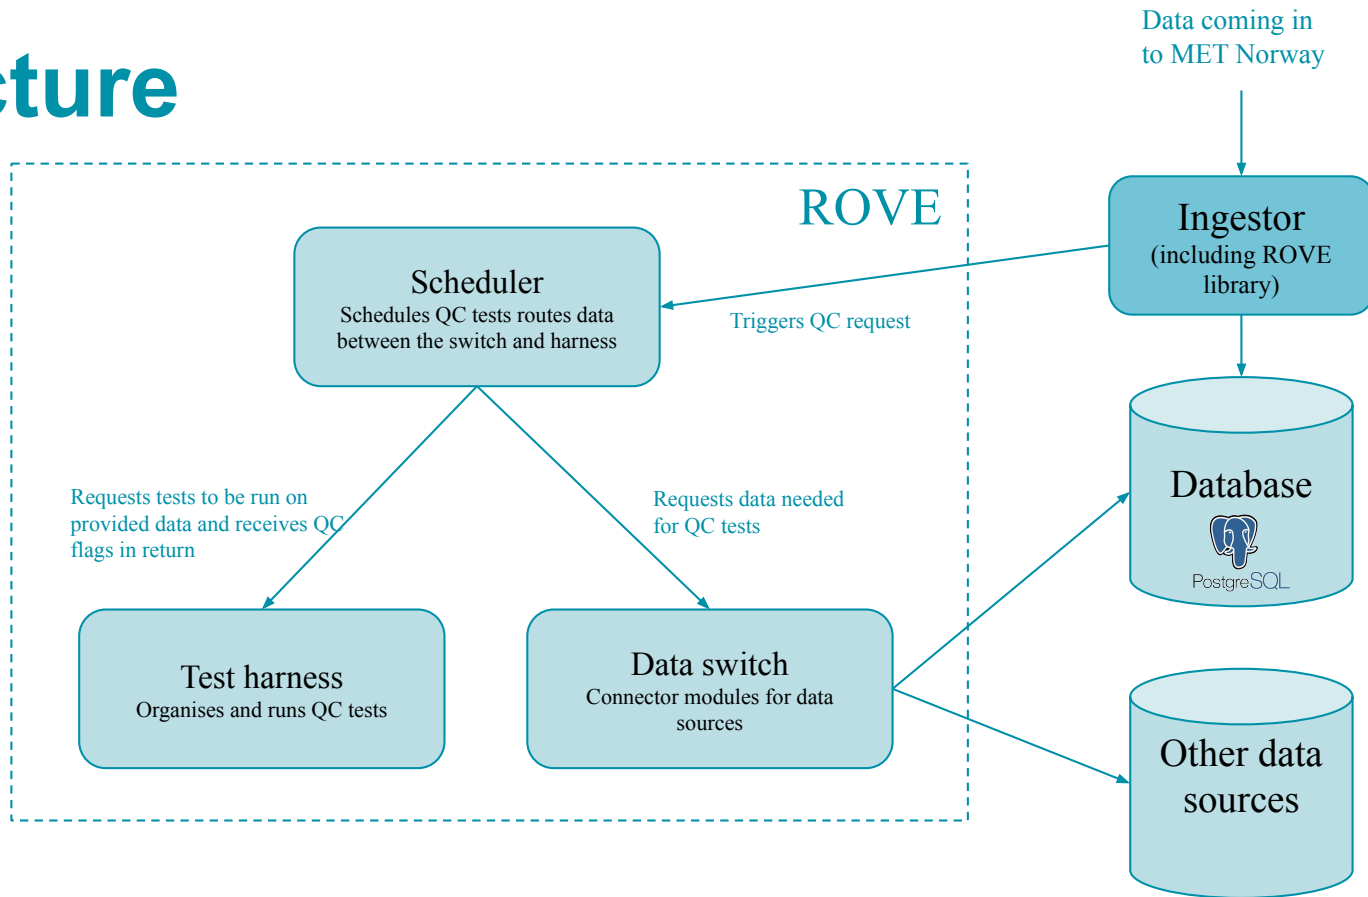 cture
Data coming in
to MET Norway
ROVE
Ingestor
(including ROVE
library)
Scheduler
Schedules QC tests routes data
between the switch and harness
Triggers QC request
Requests tests to be run on
provided data and receives QC
flags in return
Requests data needed
for QC tests
Database
PostgreSQL
Test harness
Organises and runs QC tests
Data switch
Connector modules for data
sources
Other data
sources